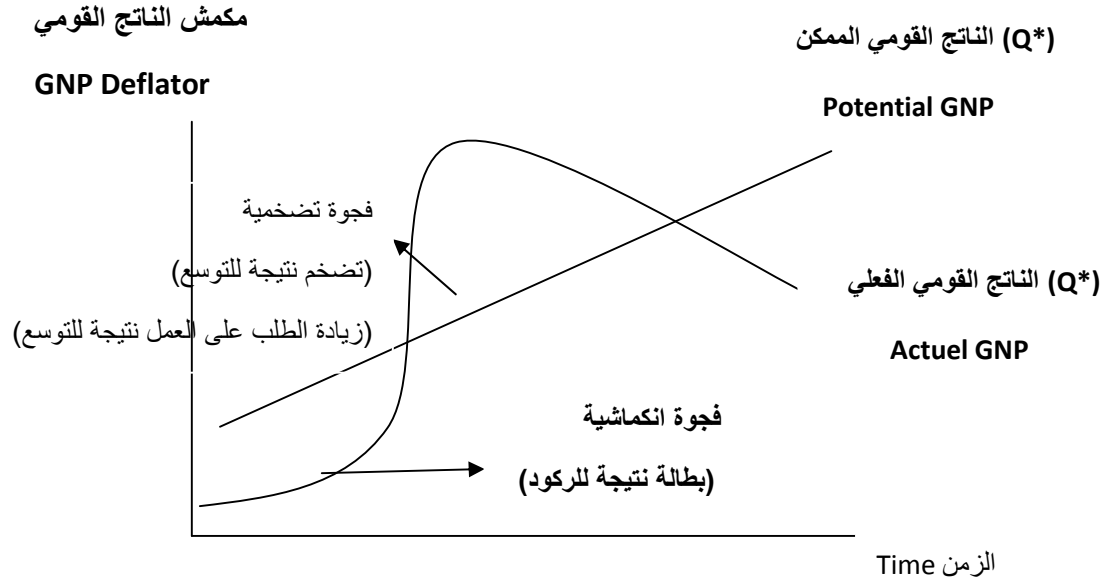 مكمش الناتج القومي
GNP Deflator
(Q*) الناتج القومي الممكن
Potential GNP
فجوة تضخمية
(تضخم نتيجة للتوسع)
(زيادة الطلب على العمل نتيجة للتوسع)
(Q*) الناتج القومي الفعلي
Actuel GNP
فجوة انكماشية
(بطالة نتيجة للركود)
الزمن Time